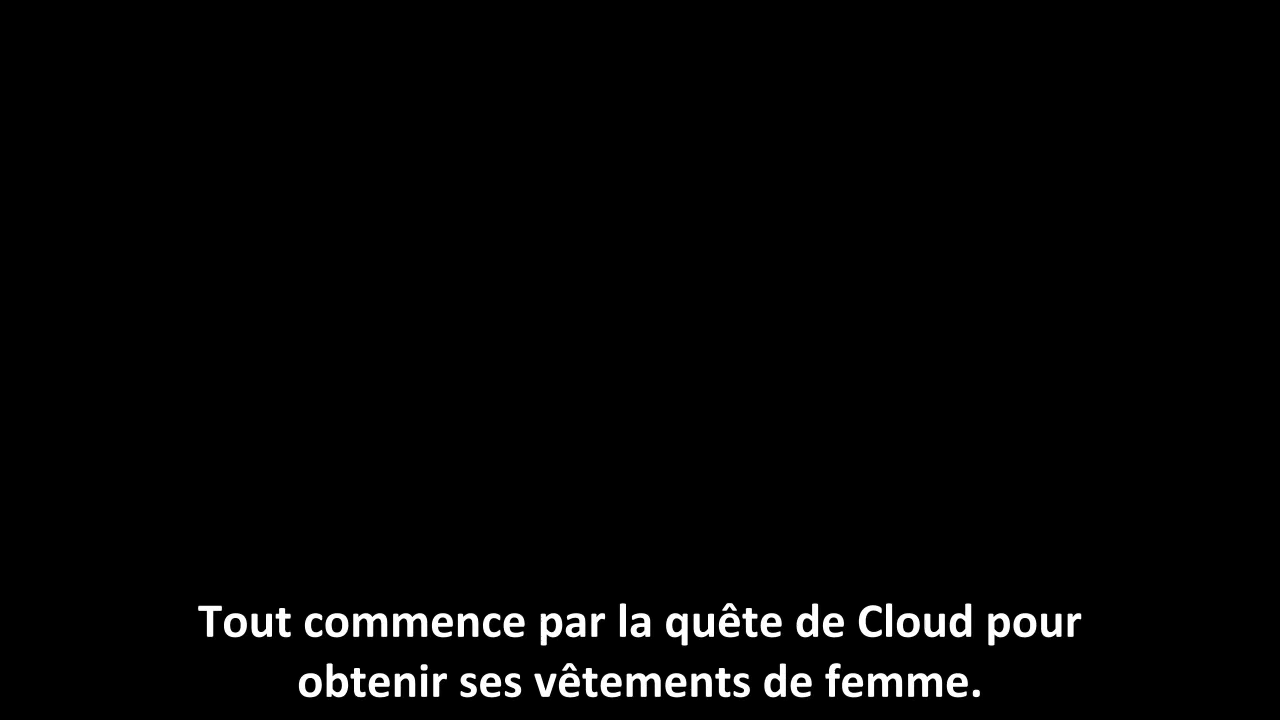 Tout commence par la quête de Cloud pour
obtenir ses vêtements de femme.